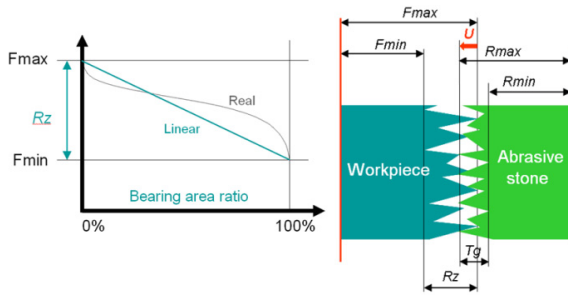 Fmax
Rz
Fmin
Real
Linear
Bearing area ratio
0%
100%
Fmax
U
Fmin
Rmax
Rmin
Workpiece
Abrasive
stone
Tg
Rz